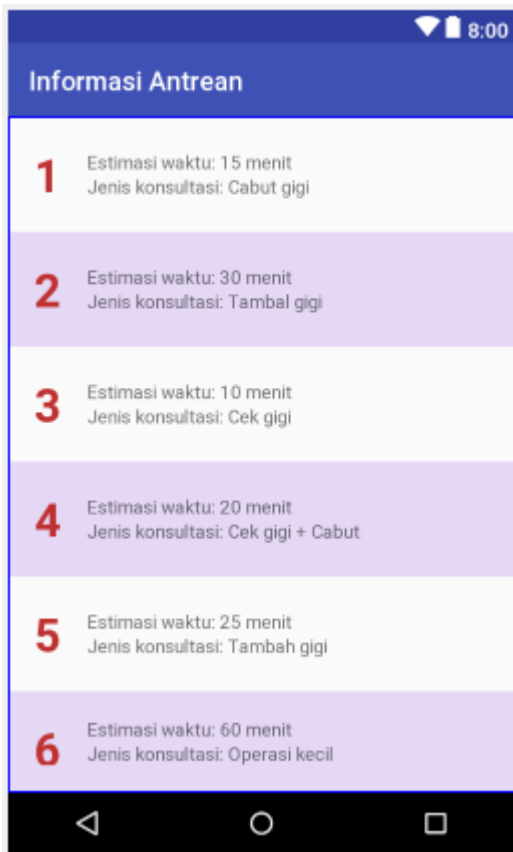 8:00
Informasi Antrean
1
Estimasi waktu: 15 menit
Jenis konsultasi: Cabut gigi
2
Estimasi waktu: 30 menit
Jenis konsultasi: Tambal gigi
3
Estimasi waktu: 10 menit
Jenis konsultasi: Cek gigi
4
Estimasi waktu: 20 menit
Jenis konsultasi: Cek gigi + Cabut
5
Estimasi waktu: 25 menit
Jenis konsultasi: Tambah gigi
6
Estimasi waktu: 60 menit
Jenis konsultasi: Operasi kecil